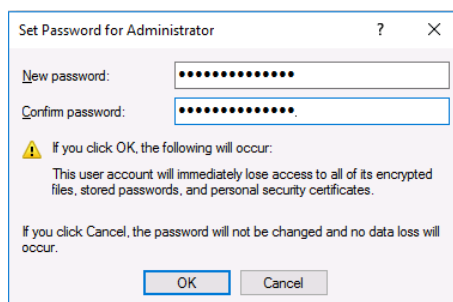 Set Password for Administrator ? ×
New password: ●●●●●●●●●●●●●●
Confirm password: ●●●●●●●●●●●●●●
If you click OK, the following will occur:
This user account will immediately lose access to all of its encrypted
files, stored passwords, and personal security certificates.
If you click Cancel, the password will not be changed and no data loss will
occur.
OK Cancel